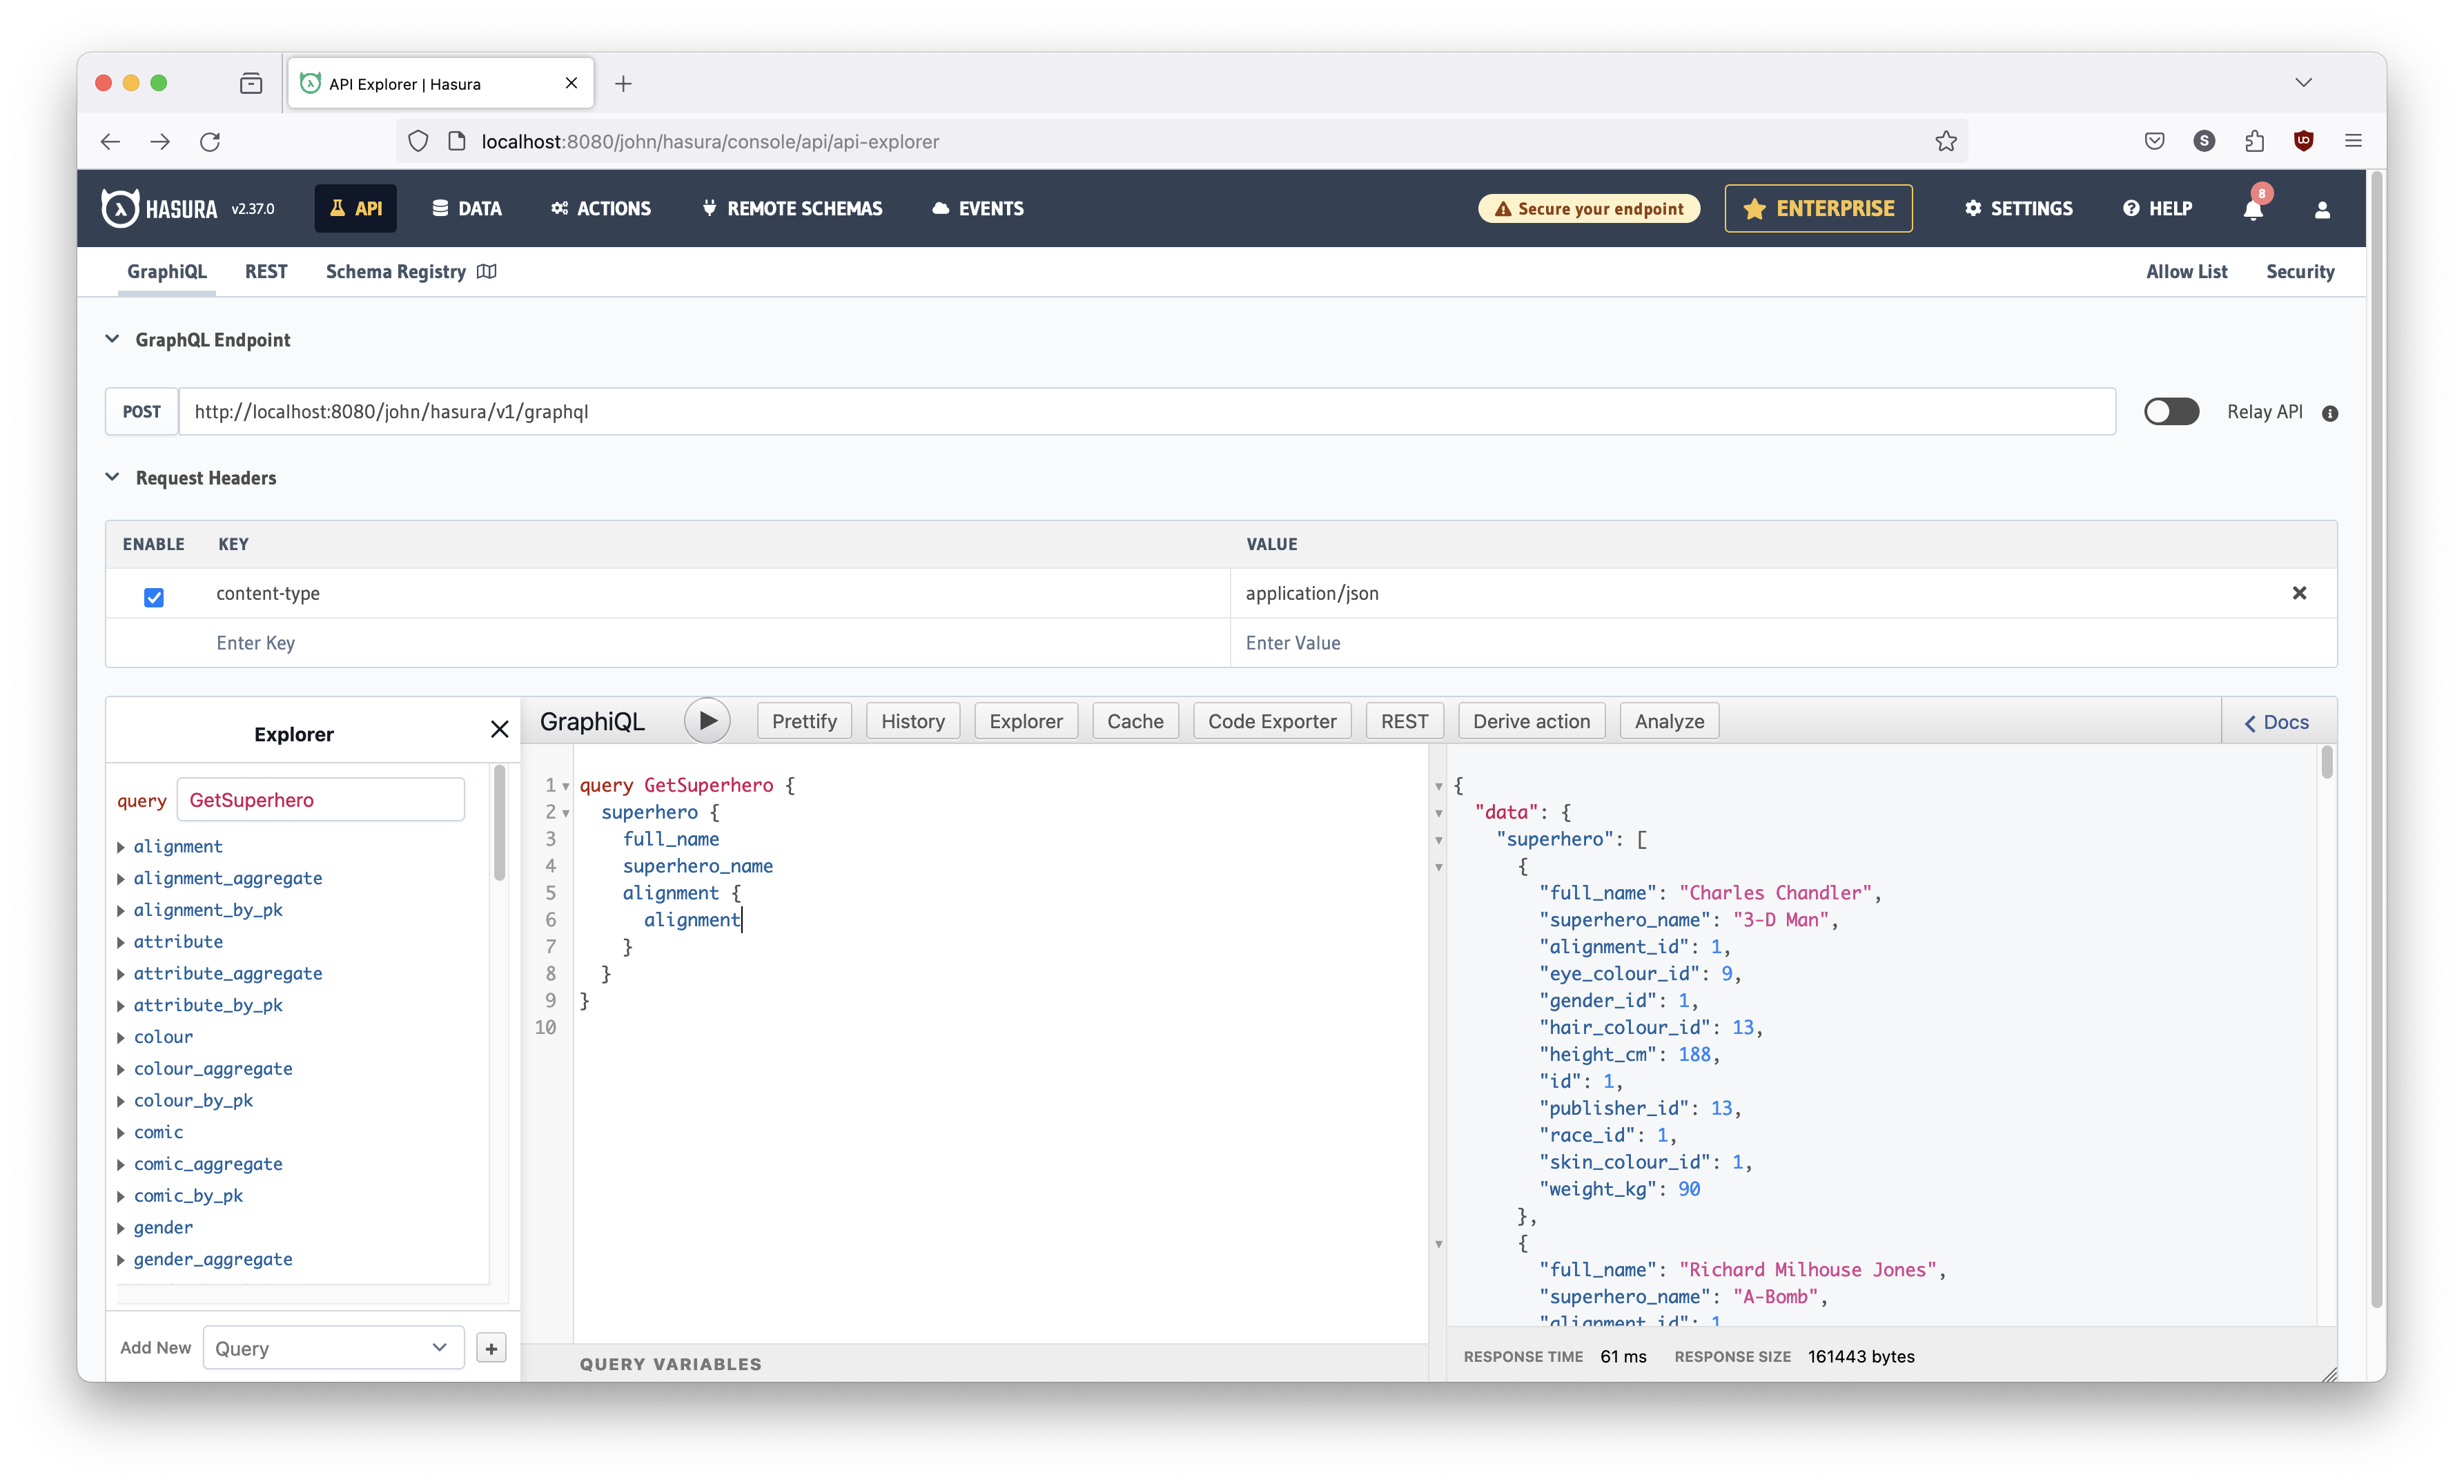 API Explorer | Hasura
localhost:8080/john/hasura/console/api/api-explorer
S
HASURA v2.37.0 API DATA ACTIONS REMOTE SCHEMAS EVENTS Secure your endpoint ENTERPRISE SETTINGS HELP 8
GraphiQL REST Schema Registry Allow List Security
GraphQL Endpoint
POST http://localhost:8080/john/hasura/v1/graphql Relay API
Request Headers
ENABLE KEY VALUE
content-type application/json
Enter Key Enter Value
Explorer
query GetSuperhero
alignment
alignment_aggregate
alignment_by_pk
attribute
attribute_aggregate
attribute_by_pk
colour
colour_aggregate
colour_by_pk
comic
comic_aggregate
comic_by_pk
gender
gender_aggregate
Add New Query +
GraphiQL Prettify History Explorer Cache Code Exporter REST Derive action Analyze Docs
1 query GetSuperhero {
2 superhero {
3 full_name
4 superhero_name
5 alignment {
6 alignment
7 }
8 }
9 }
10
QUERY VARIABLES
{
"data": {
"superhero": [
{
"full_name": "Charles Chandler",
"superhero_name": "3-D Man",
"alignment_id": 1,
"eye_colour_id": 9,
"gender_id": 1,
"hair_colour_id": 13,
"height_cm": 188,
"id": 1,
"publisher_id": 13,
"race_id": 1,
"skin_colour_id": 1,
"weight_kg": 90
},
{
"full_name": "Richard Milhouse Jones",
"superhero_name": "A-Bomb",
"alignment_id": 1
RESPONSE TIME 61 ms RESPONSE SIZE 161443 bytes